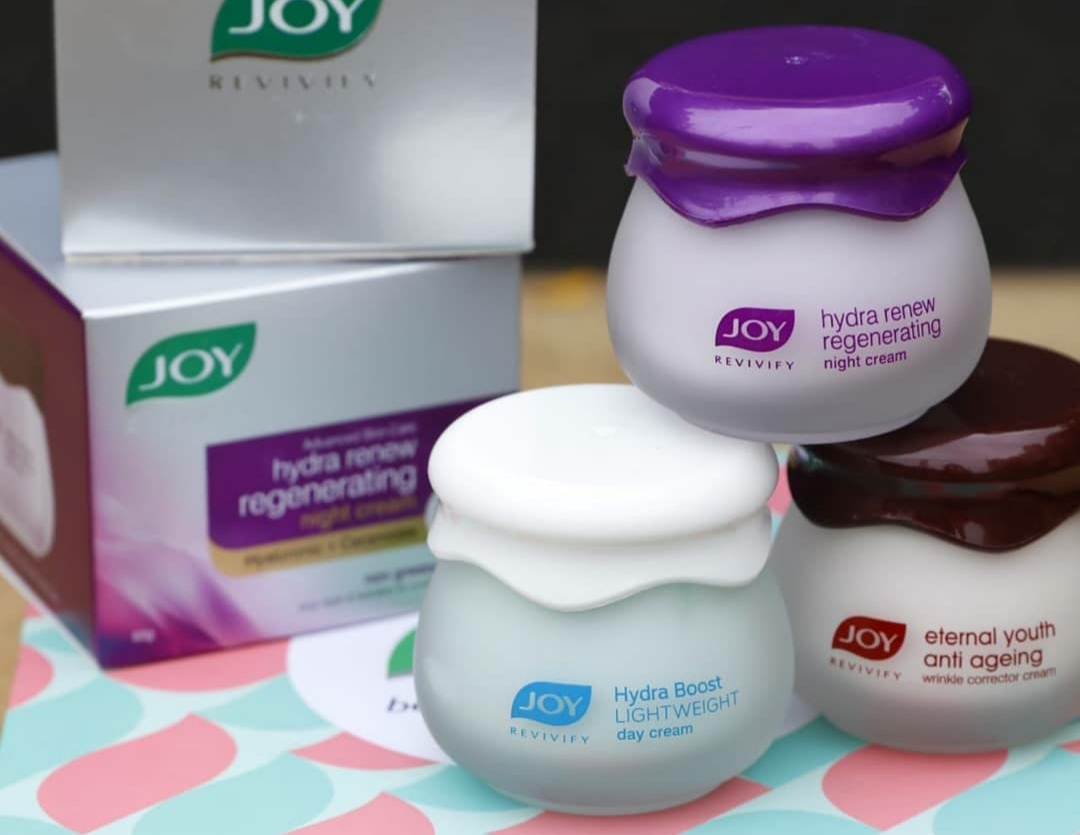 JOY
REVIVIFY
JOY
Advanced Skin Care
hydra renew
regenerating
night cream
Hyaluronic + Ceramides
JOY
REVIVIFY
hydra renew
regenerating
night cream
JOY
REVIVIFY
Hydra Boost
LIGHTWEIGHT
day cream
JOY
REVIVIFY
eternal youth
anti ageing
wrinkle corrector cream